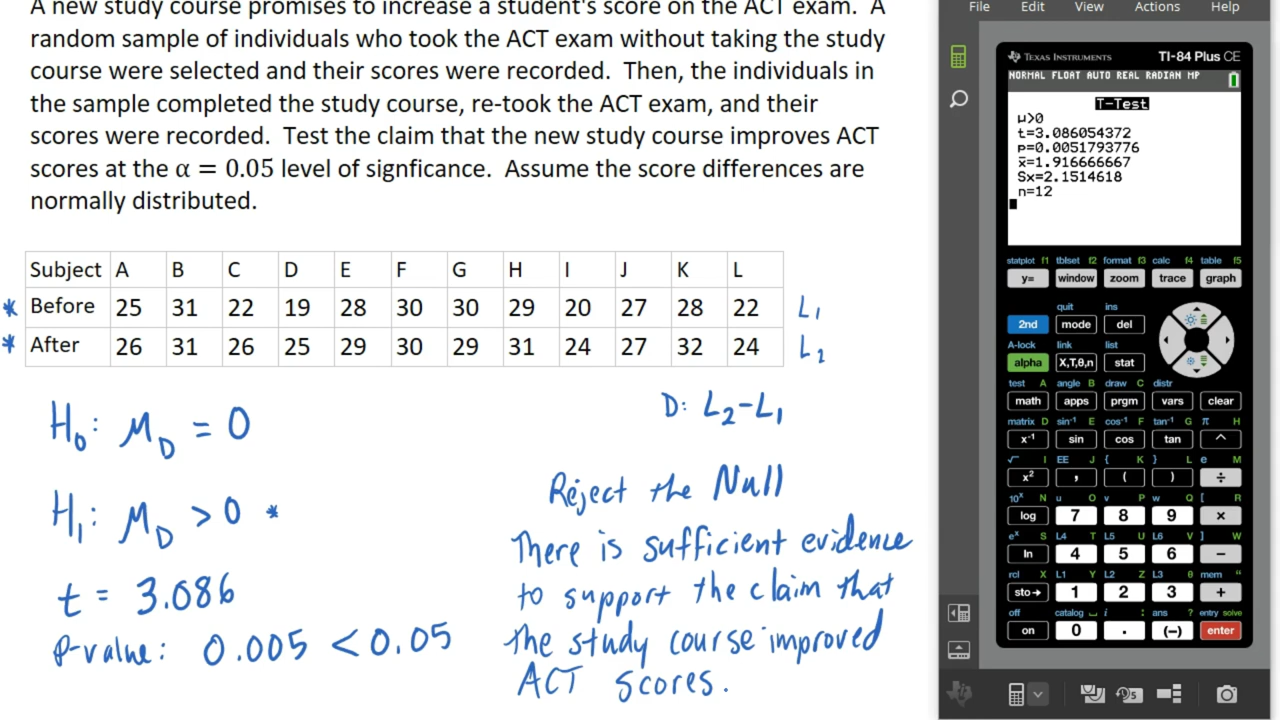 A new study course promises to increase a student's score on the ACT exam. A
random sample of individuals who took the ACT exam without taking the study
course were selected and their scores were recorded. Then, the individuals in
the sample completed the study course, re-took the ACT exam, and their
scores were recorded. Test the claim that the new study course improves ACT
scores at the α = 0.05 level of signficance. Assume the score differences are
normally distributed.
Subject A B C D E F G H I J K L
* Before 25 31 22 19 28 30 30 29 20 27 28 22 L₁
* After 26 31 26 25 29 30 29 31 24 27 32 24 L₂
D: L₂-L₁
H₀: μ_D = 0
H₁: μ_D > 0 *
t = 3.086
P-value: 0.005 < 0.05
Reject the Null
There is sufficient evidence
to support the claim that
the study course improved
ACT scores.
File Edit View Actions Help
TEXAS INSTRUMENTS TI-84 Plus CE
NORMAL FLOAT AUTO REAL RADIAN MP
T-Test
μ>0
t=3.086054372
p=0.0051793776
x̄=1.916666667
Sx=2.1514618
n=12
statplot f1 tblset f2 format f3 calc f4 table f5
y= window zoom trace graph
quit ins
2nd mode del
A-lock link list
alpha X,T,θ,n stat
test A angle B draw C distr
math apps prgm vars clear
matrix D sin⁻¹ E cos⁻¹ F tan⁻¹ G π H
x⁻¹ sin cos tan ^
√ I EE J { K } L e M
x² , ( ) ÷
10ˣ N u O v P w Q [ R
log 7 8 9 ×
eˣ S L4 T L5 U L6 V ] W
ln 4 5 6 −
rcl X L1 Y L2 Z L3 θ mem "
sto→ 1 2 3 +
off catalog i : ans ? entry solve
on 0 . (−) enter